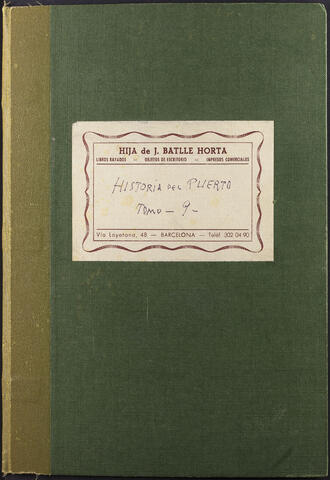 HIJA de J. BATLLE HORTA
LIBROS RAYADOS - OBJETOS DE ESCRITORIO - IMPRESOS COMERCIALES
HISTORIA DEL PUERTO
TOMO - 9 -
Vía Layetana, 48 - BARCELONA - Teléf. 302 04 90